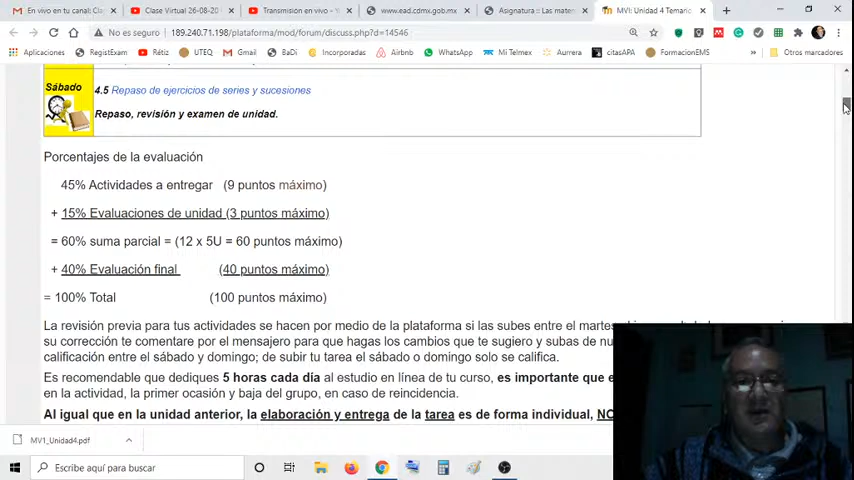 En vivo en tu canal: Cla
Clase Virtual 26-08-20
Transmisión en vivo - Y
www.ead.cdmx.gob.mx
Asignatura :: Las mate
MVI: Unidad 4 Temario
No es seguro
189.240.71.198/plataforma/mod/forum/discuss.php?d=14546
Aplicaciones
RegistExam
Rutinas
UTEQ
Gmail
BaDi
Incorporadas
Airbnb
WhatsApp
Mi Telmex
Aurrera
citasAPA
FormacionEMS
»
Otros marcadores
Sábado
4.5 Repaso de ejercicios de series y sucesiones
Repaso, revisión y examen de unidad.
Porcentajes de la evaluación
45% Actividades a entregar (9 puntos máximo)
+ 15% Evaluaciones de unidad (3 puntos máximo)
= 60% suma parcial = (12 x 5U = 60 puntos máximo)
+ 40% Evaluación final (40 puntos máximo)
= 100% Total (100 puntos máximo)
La revisión previa para tus actividades se hacen por medio de la plataforma si las subes entre el martes
su corrección te comentare por el mensajero para que hagas los cambios que te sugiero y subas de nu
calificación entre el sábado y domingo; de subir tu tarea el sábado o domingo solo se califica.
Es recomendable que dediques 5 horas cada día al estudio en línea de tu curso, es importante que e
en la actividad, la primer ocasión y baja del grupo, en caso de reincidencia.
Al igual que en la unidad anterior, la elaboración y entrega de la tarea es de forma individual, NO
MV1_Unidad4.pdf
Escribe aquí para buscar